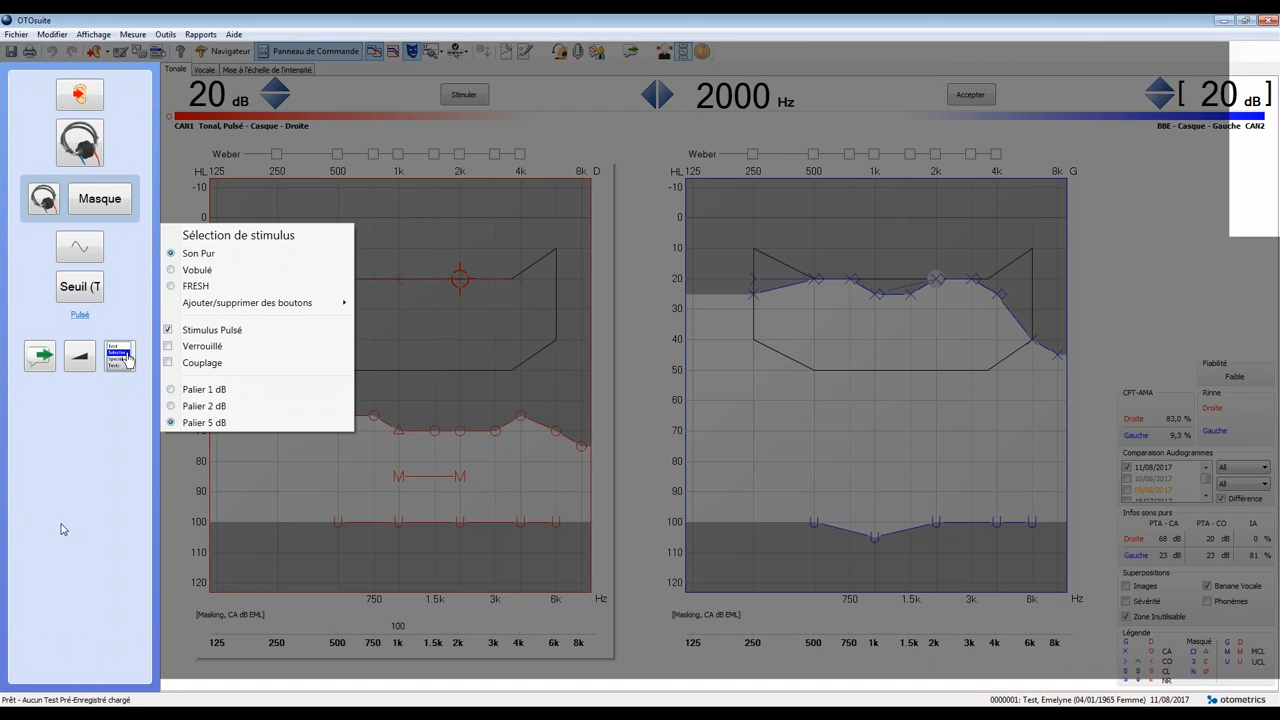 OTOsuite
Fichier Modifier Affichage Mesure Outils Rapports Aide
Navigateur Panneau de Commande
Tonale Vocale Mise à l'échelle de l'intensité
20 dB Stimuler 2000 Hz Accepter [ 20 dB ]
CAN1 Tonal, Pulsé - Casque - Droite BBE - Casque - Gauche CAN2
Masque
Seuil (T
Pulsé
Weber
HL 125 250 500 1k 2k 4k 8k D
-10
0
80
90
100
110
120
750 1.5k 3k 6k Hz
[Masking, CA dB EML]
100
125 250 500 750 1k 1.5k 2k 3k 4k 6k 8k
Sélection de stimulus
Son Pur
Vobulé
FRESH
Ajouter/supprimer des boutons
Stimulus Pulsé
Verrouillé
Couplage
Palier 1 dB
Palier 2 dB
Palier 5 dB
M M
U U U U U
Weber
HL 125 250 500 1k 2k 4k 8k G
-10
0
10
20
30
40
50
60
70
80
90
100
110
120
U U U U U
750 1.5k 3k 6k Hz
[Masking, CA dB EML]
125 250 500 750 1k 1.5k 2k 3k 4k 6k 8k
Fiabilité
Faible
CPT-AMA
Droite 83,0 %
Gauche 9,3 %
Rinne
Droite
Gauche
Comparaison Audiogrammes
11/08/2017 All
10/08/2017 All
09/08/2017 Différence
Infos sons purs
PTA - CA PTA - CO IA
Droite 68 dB 20 dB 0 %
Gauche 23 dB 23 dB 81 %
Superpositions
Images Banane Vocale
Sévérité Phonèmes
Zone Inutilisable
Légende
G D Masqué G D
CA MCL
CO UCL
CL
NR
Prêt - Aucun Test Pré-Enregistré chargé
0000001: Test, Emelyne (04/01/1965 Femme) 11/08/2017 otometrics